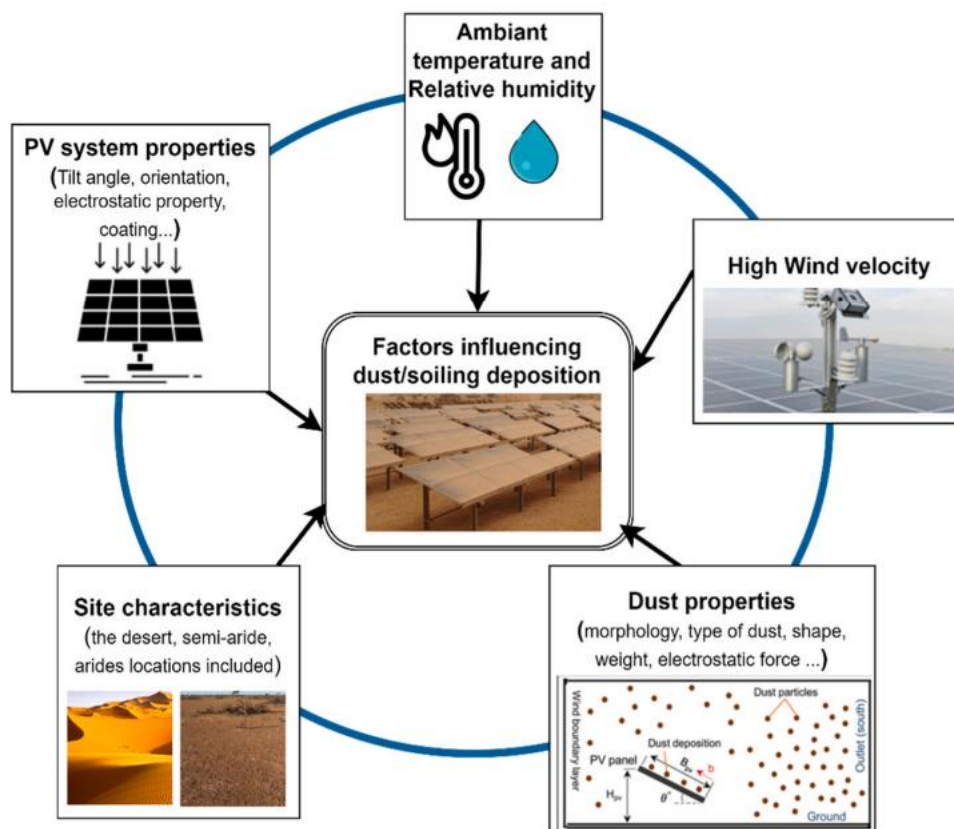 Ambiant
temperature and
Relative humidity
PV system properties
(Tilt angle, orientation,
electrostatic property,
coating...)
High Wind velocity
Factors influencing
dust/soiling deposition
Site characteristics
(the desert, semi-aride,
arides locations included)
Dust properties
(morphology, type of dust, shape,
weight, electrostatic force ...)
Wind boundary layer
Dust particles
Outlet (south)
Dust deposition
PV panel
B_pv
b
H_pv
θ°
Ground